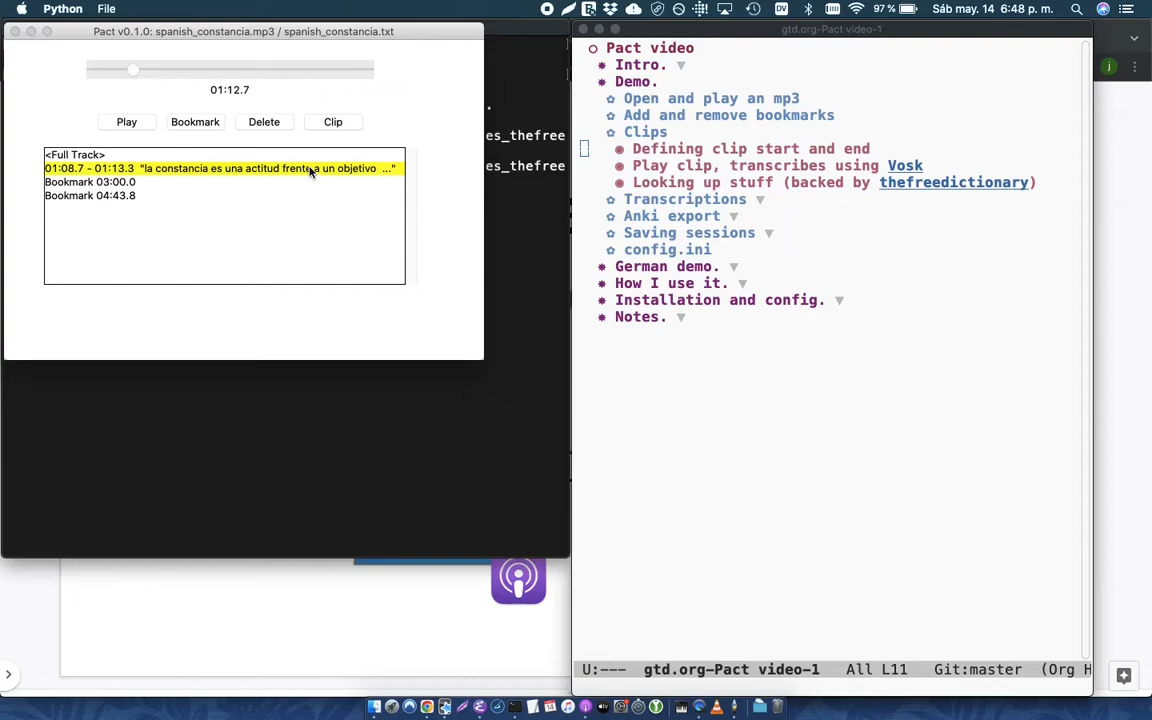 Python File
97 % Sáb may. 14 6:48 p. m.
Pact v0.1.0: spanish_constancia.mp3 / spanish_constancia.txt
01:12.7
Play Bookmark Delete Clip
<Full Track>
01:08.7 - 01:13.3 "la constancia es una actitud frente a un objetivo ..."
Bookmark 03:00.0
Bookmark 04:43.8
es_thefree
es_thefree
gtd.org-Pact video-1
Pact video
Intro.
Demo.
Open and play an mp3
Add and remove bookmarks
Clips
Defining clip start and end
Play clip, transcribes using Vosk
Looking up stuff (backed by thefreedictionary)
Transcriptions
Anki export
Saving sessions
config.ini
German demo.
How I use it.
Installation and config.
Notes.
U:--- gtd.org-Pact video-1 All L11 Git:master (Org H
j